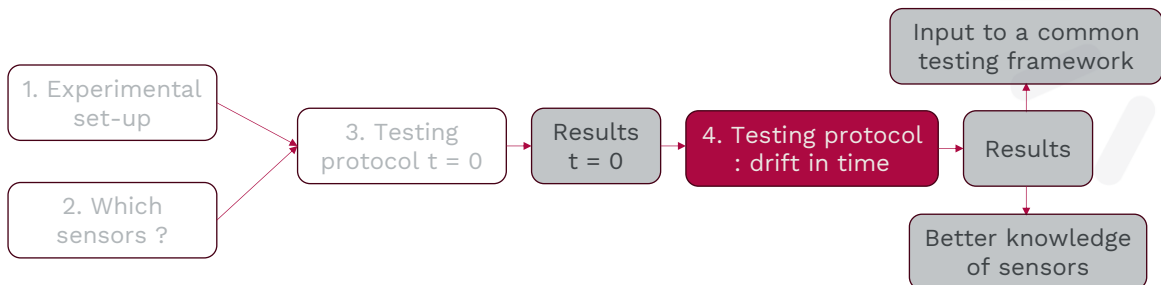 1. Experimental
set-up
2. Which
sensors ?
3. Testing
protocol t = 0
Results
t = 0
4. Testing protocol
: drift in time
Results
Input to a common
testing framework
Better knowledge
of sensors